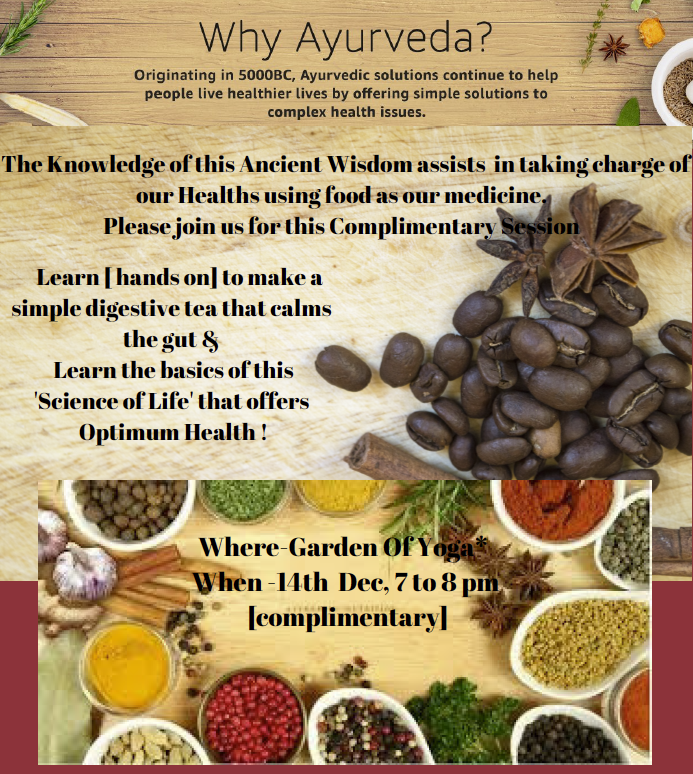 Why Ayurveda?
Originating in 5000BC, Ayurvedic solutions continue to help
people live healthier lives by offering simple solutions to
complex health issues.
The Knowledge of this Ancient Wisdom assists in taking charge of
our Healths using food as our medicine.
Please join us for this Complimentary Session
Learn [ hands on] to make a
simple digestive tea that calms
the gut &
Learn the basics of this
'Science of Life' that offers
Optimum Health !
Where-Garden Of Yoga*
When -14th Dec, 7 to 8 pm
[complimentary]